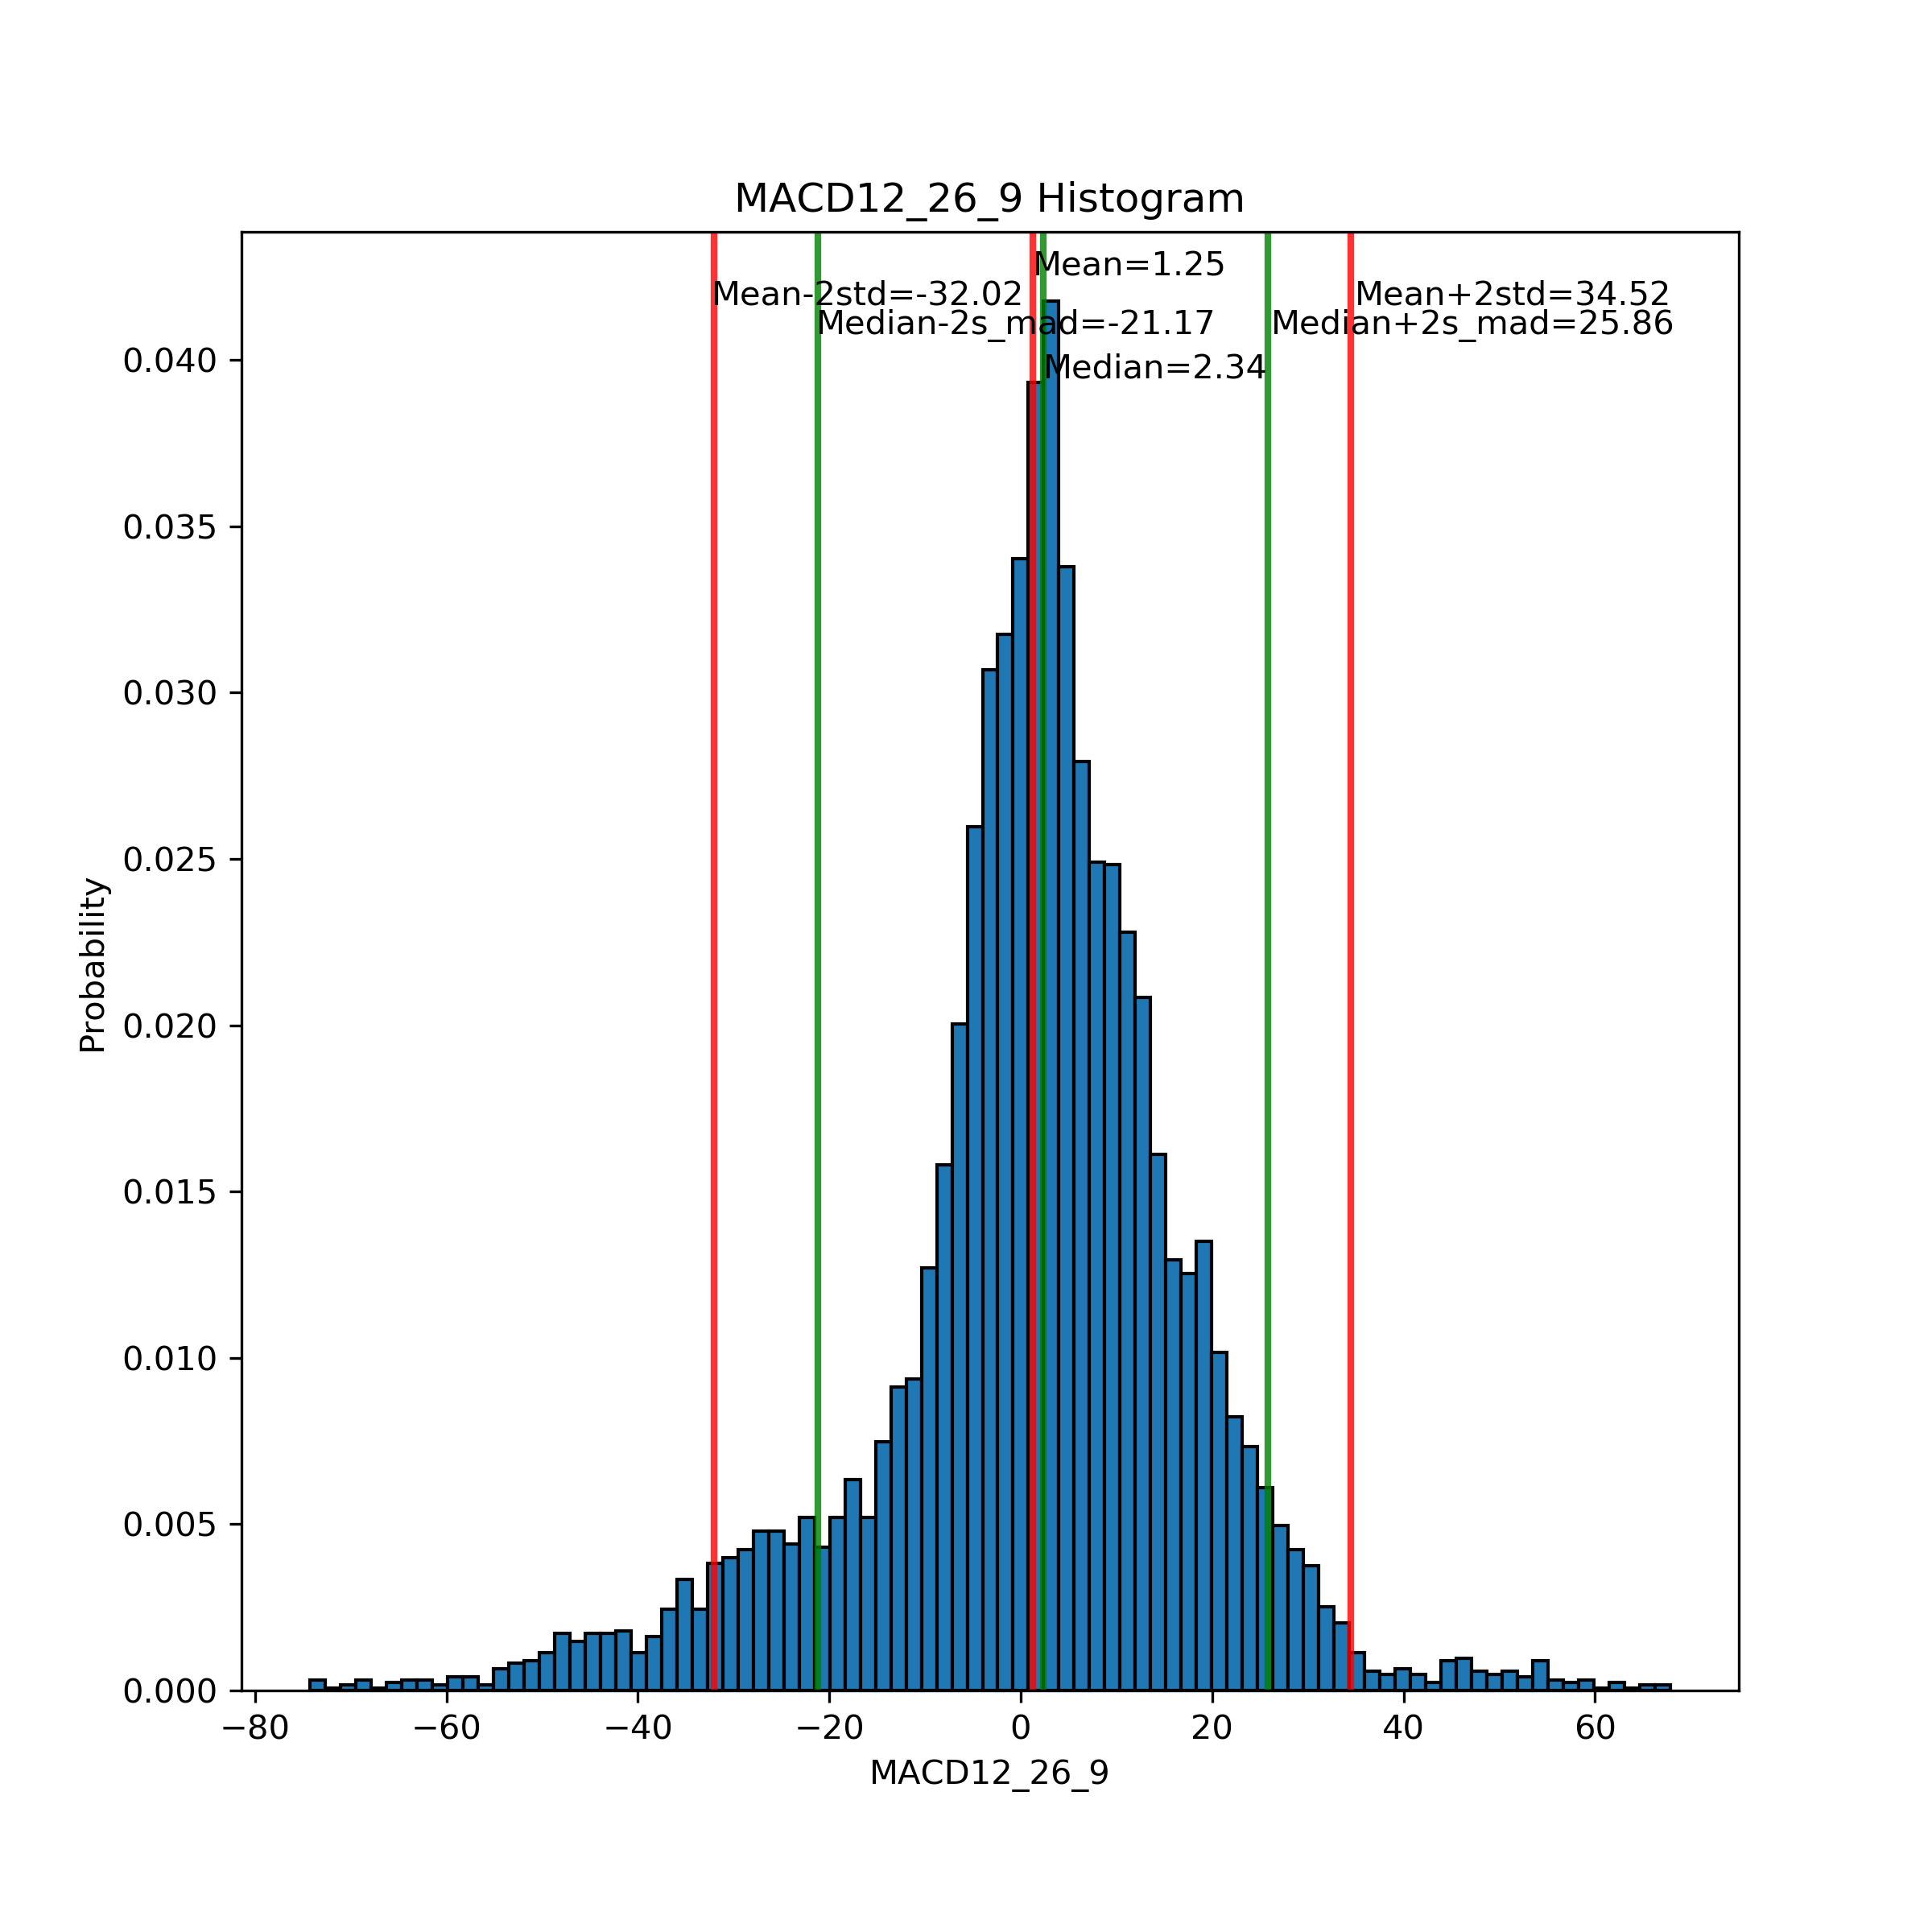 MACD12_26_9 Histogram
Mean=1.25
Mean-2std=-32.02
Mean+2std=34.52
Median-2s_mad=-21.17
Median+2s_mad=25.86
Median=2.34
0.040
0.035
0.030
0.025
0.020
0.015
0.010
0.005
0.000
Probability
−80 −60 −40 −20 0 20 40 60
MACD12_26_9